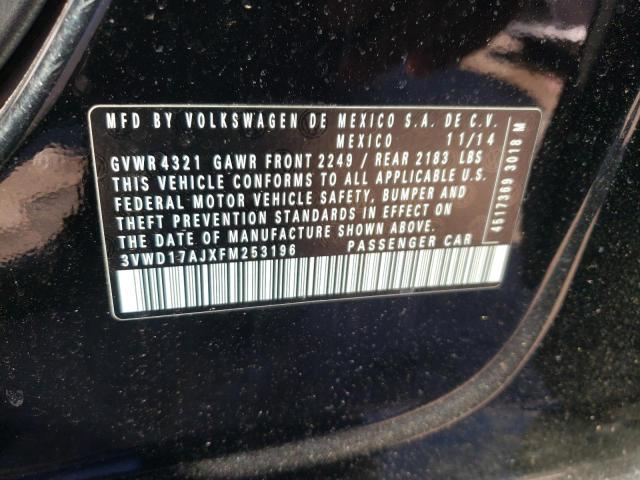 MFD BY VOLKSWAGEN DE MEXICO S.A. DE C.V.
MEXICO 11/14
GVWR 4321 GAWR FRONT 2249 / REAR 2183 LBS
THIS VEHICLE CONFORMS TO ALL APPLICABLE U.S.
FEDERAL MOTOR VEHICLE SAFETY, BUMPER AND
THEFT PREVENTION STANDARDS IN EFFECT ON
THE DATE OF MANUFACTURE SHOWN ABOVE.
3VWD17AJXFM253196 PASSENGER CAR
4517369 3018 M